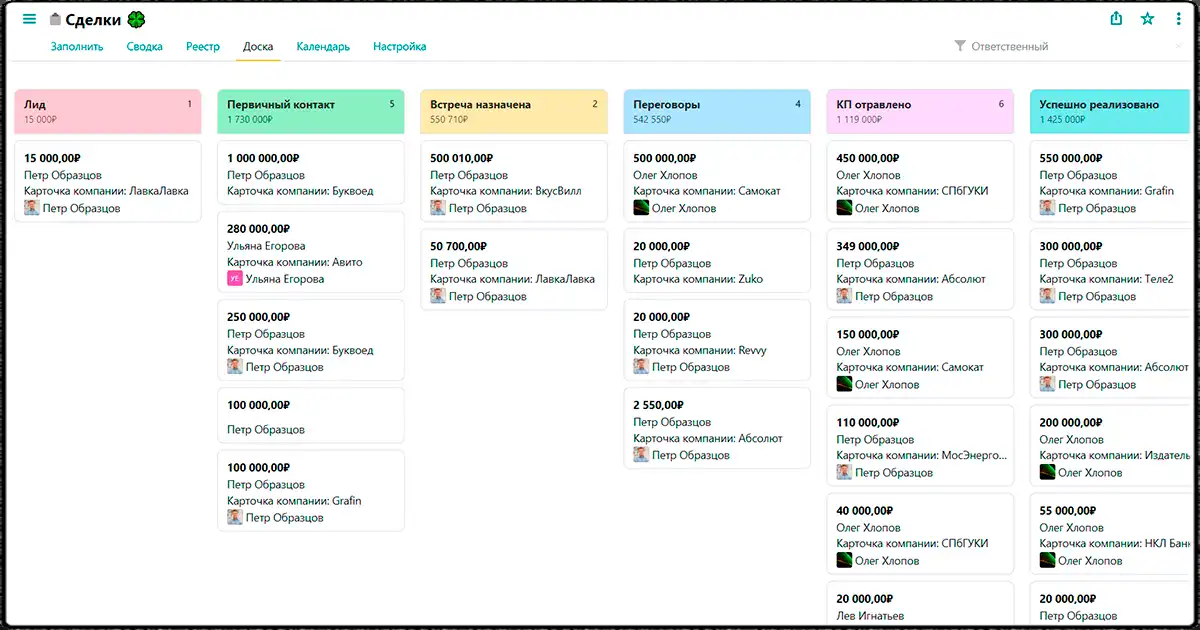 Сделки
Заполнить Сводка Реестр Доска Календарь Настройка Ответственный
Лид 1
15 000₽
15 000,00₽
Петр Образцов
Карточка компании: ЛавкаЛавка
Петр Образцов
Первичный контакт 5
1 730 000₽
1 000 000,00₽
Петр Образцов
Карточка компании: Буквоед
280 000,00₽
Ульяна Егорова
Карточка компании: Авито
УЕ Ульяна Егорова
250 000,00₽
Петр Образцов
Карточка компании: Буквоед
Петр Образцов
100 000,00₽
Петр Образцов
100 000,00₽
Петр Образцов
Карточка компании: Grafin
Петр Образцов
Встреча назначена 2
550 710₽
500 010,00₽
Петр Образцов
Карточка компании: ВкусВилл
Петр Образцов
50 700,00₽
Петр Образцов
Карточка компании: ЛавкаЛавка
Петр Образцов
Переговоры 4
542 550₽
500 000,00₽
Олег Хлопов
Карточка компании: Самокат
Олег Хлопов
20 000,00₽
Петр Образцов
Карточка компании: Zuko
20 000,00₽
Петр Образцов
Карточка компании: Revvy
Петр Образцов
2 550,00₽
Петр Образцов
Карточка компании: Абсолют
Петр Образцов
КП отравлено 6
1 119 000₽
450 000,00₽
Олег Хлопов
Карточка компании: СПбГУКИ
Олег Хлопов
349 000,00₽
Петр Образцов
Карточка компании: Абсолют
Петр Образцов
150 000,00₽
Олег Хлопов
Карточка компании: Самокат
Олег Хлопов
110 000,00₽
Петр Образцов
Карточка компании: МосЭнерго...
Петр Образцов
40 000,00₽
Олег Хлопов
Карточка компании: СПбГУКИ
Олег Хлопов
20 000,00₽
Лев Игнатьев
Успешно реализовано
1 425 000₽
550 000,00₽
Петр Образцов
Карточка компании: Grafin
Петр Образцов
300 000,00₽
Петр Образцов
Карточка компании: Теле2
Петр Образцов
300 000,00₽
Петр Образцов
Карточка компании: Абсолют
Петр Образцов
200 000,00₽
Олег Хлопов
Карточка компании: Издатель
Олег Хлопов
55 000,00₽
Олег Хлопов
Карточка компании: НКЛ Банк
Олег Хлопов
20 000,00₽
Петр Образцов